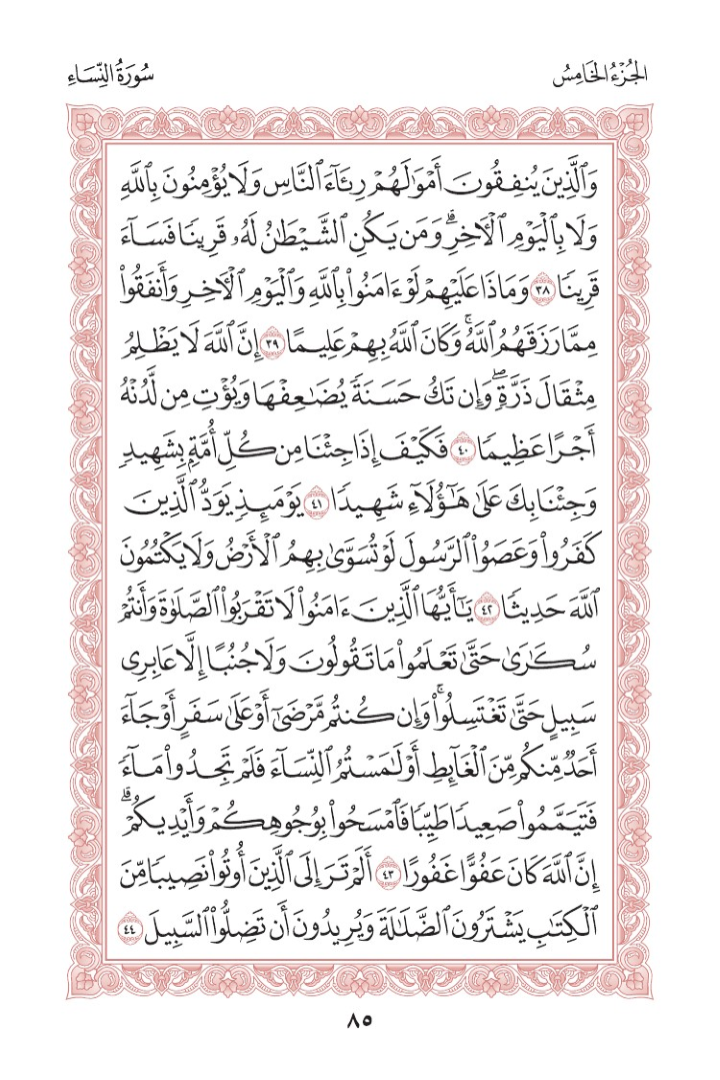 الجُزْءُ الخَامِسُ
سُورَةُ النِّسَاءِ
وَٱلَّذِينَ يُنفِقُونَ أَمْوَٰلَهُمْ رِئَآءَ ٱلنَّاسِ وَلَا يُؤْمِنُونَ بِٱللَّهِ
وَلَا بِٱلْيَوْمِ ٱلْأٓخِرِۗ وَمَن يَكُنِ ٱلشَّيْطَٰنُ لَهُۥ قَرِينٗا فَسَآءَ
قَرِينٗا ٣٨ وَمَاذَا عَلَيْهِمْ لَوْ ءَامَنُوا۟ بِٱللَّهِ وَٱلْيَوْمِ ٱلْأٓخِرِ وَأَنفَقُوا۟
مِمَّا رَزَقَهُمُ ٱللَّهُۚ وَكَانَ ٱللَّهُ بِهِمْ عَلِيمًا ٣٩ إِنَّ ٱللَّهَ لَا يَظْلِمُ
مِثْقَالَ ذَرَّةٖۖ وَإِن تَكُ حَسَنَةٗ يُضَٰعِفْهَا وَيُؤْتِ مِن لَّدُنْهُ
أَجْرًا عَظِيمٗا ٤٠ فَكَيْفَ إِذَا جِئْنَا مِن كُلِّ أُمَّةِۭ بِشَهِيدٖ
وَجِئْنَا بِكَ عَلَىٰ هَٰٓؤُلَآءِ شَهِيدٗا ٤١ يَوْمَئِذٖ يَوَدُّ ٱلَّذِينَ
كَفَرُوا۟ وَعَصَوُا۟ ٱلرَّسُولَ لَوْ تُسَوَّىٰ بِهِمُ ٱلْأَرْضُ وَلَا يَكْتُمُونَ
ٱللَّهَ حَدِيثٗا ٤٢ يَٰٓأَيُّهَا ٱلَّذِينَ ءَامَنُوا۟ لَا تَقْرَبُوا۟ ٱلصَّلَوٰةَ وَأَنتُمْ
سُكَٰرَىٰ حَتَّىٰ تَعْلَمُوا۟ مَا تَقُولُونَ وَلَا جُنُبًا إِلَّا عَابِرِي
سَبِيلٍ حَتَّىٰ تَغْتَسِلُوا۟ۚ وَإِن كُنتُم مَّرْضَىٰٓ أَوْ عَلَىٰ سَفَرٍ أَوْ جَآءَ
أَحَدٞ مِّنكُم مِّنَ ٱلْغَآئِطِ أَوْ لَٰمَسْتُمُ ٱلنِّسَآءَ فَلَمْ تَجِدُوا۟ مَآءٗ
فَتَيَمَّمُوا۟ صَعِيدٗا طَيِّبٗا فَٱمْسَحُوا۟ بِوُجُوهِكُمْ وَأَيْدِيكُمْۗ
إِنَّ ٱللَّهَ كَانَ عَفُوًّا غَفُورًا ٤٣ أَلَمْ تَرَ إِلَى ٱلَّذِينَ أُوتُوا۟ نَصِيبٗا مِّنَ
ٱلْكِتَٰبِ يَشْتَرُونَ ٱلضَّلَٰلَةَ وَيُرِيدُونَ أَن تَضِلُّوا۟ ٱلسَّبِيلَ ٤٤
٨٥